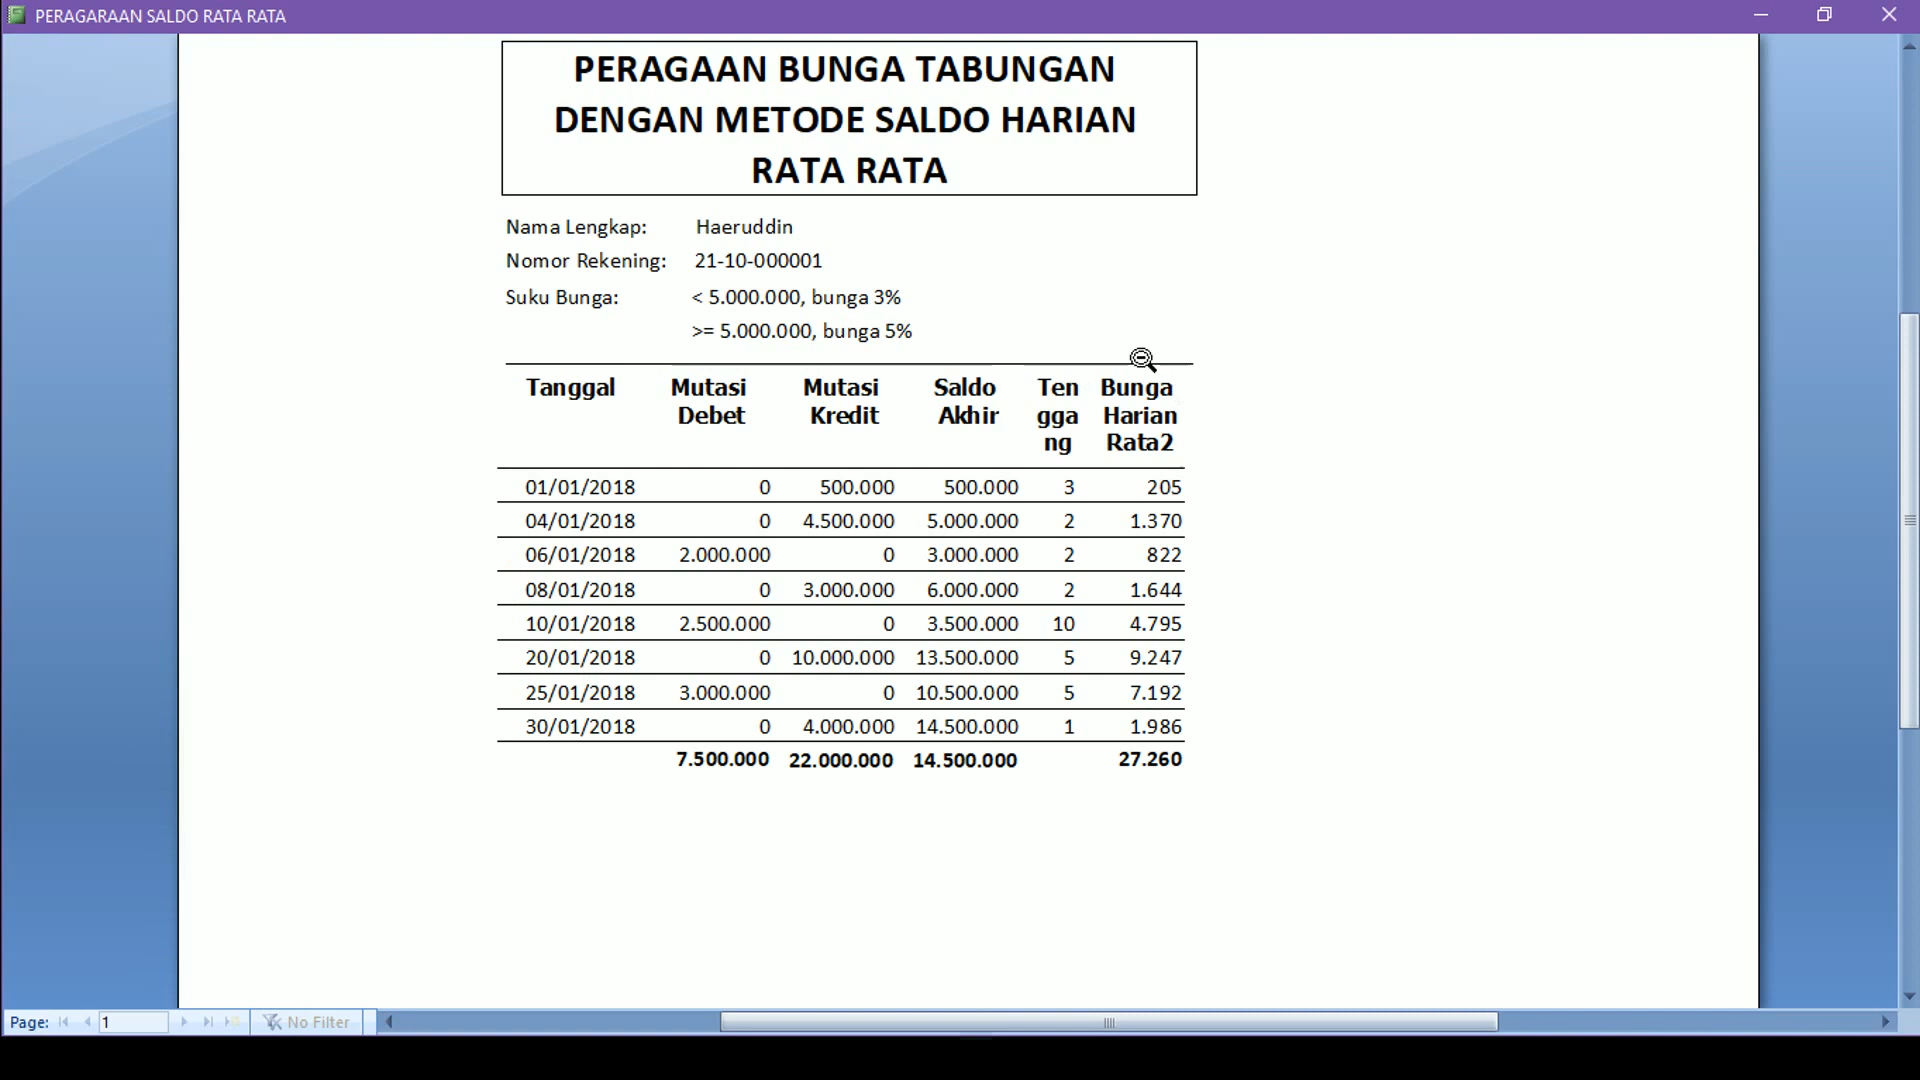 PERAGARAAN SALDO RATA RATA
PERAGAAN BUNGA TABUNGAN
DENGAN METODE SALDO HARIAN
RATA RATA
Nama Lengkap: Haeruddin
Nomor Rekening: 21-10-000001
Suku Bunga: < 5.000.000, bunga 3%
>= 5.000.000, bunga 5%
Tanggal Mutasi Mutasi Saldo Ten Bunga
Debet Kredit Akhir gga Harian
ng Rata2
01/01/2018 0 500.000 500.000 3 205
04/01/2018 0 4.500.000 5.000.000 2 1.370
06/01/2018 2.000.000 0 3.000.000 2 822
08/01/2018 0 3.000.000 6.000.000 2 1.644
10/01/2018 2.500.000 0 3.500.000 10 4.795
20/01/2018 0 10.000.000 13.500.000 5 9.247
25/01/2018 3.000.000 0 10.500.000 5 7.192
30/01/2018 0 4.000.000 14.500.000 1 1.986
7.500.000 22.000.000 14.500.000 27.260
Page: 1 No Filter